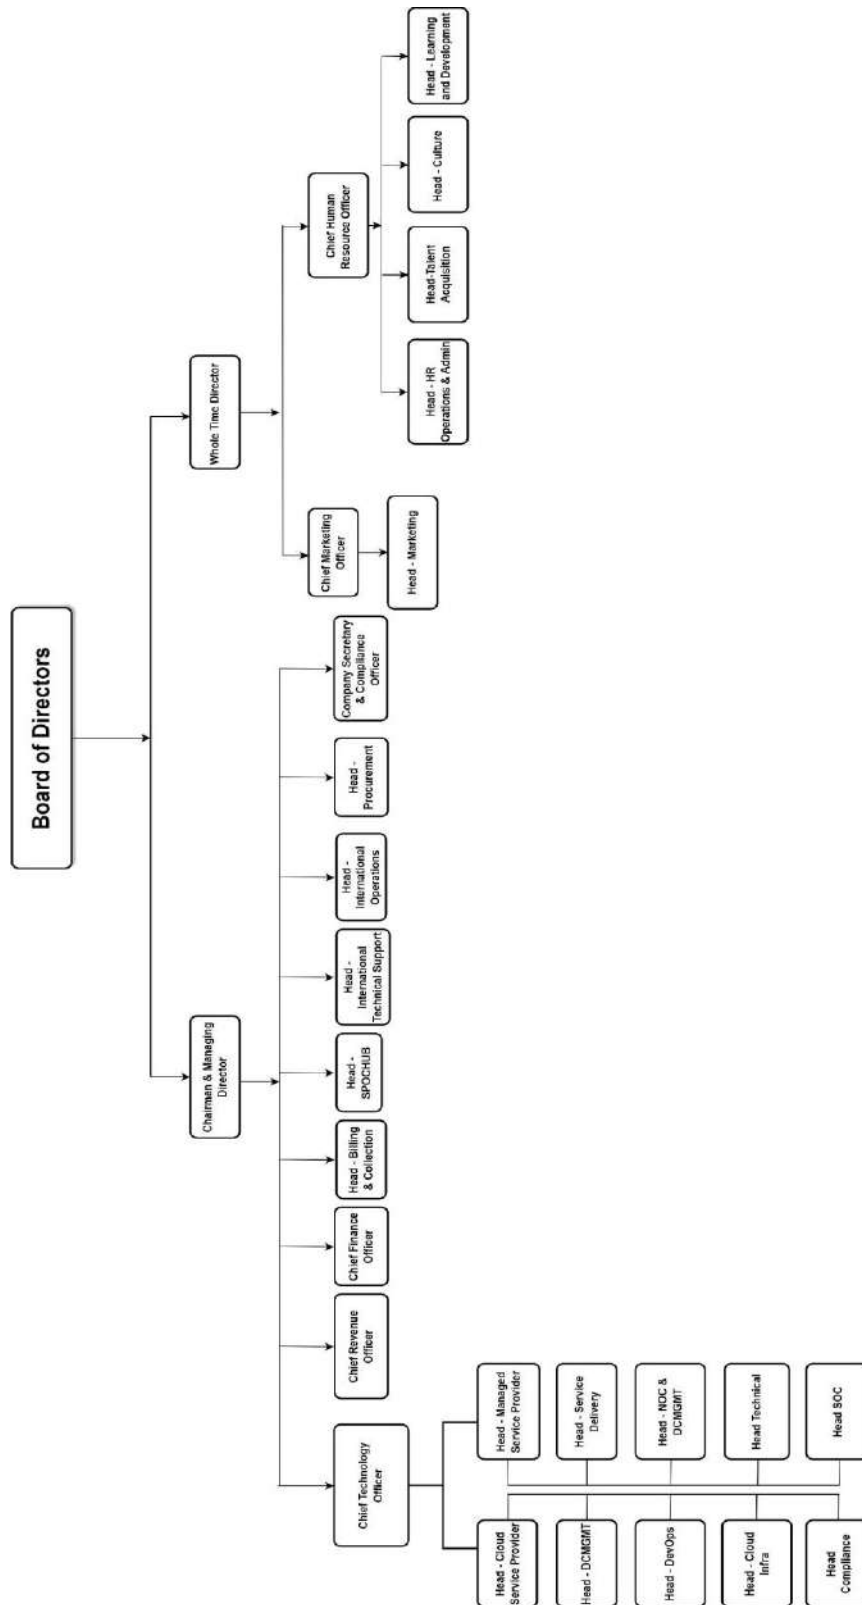 Board of Directors
Chairman & Managing
Director
Whole Time Director
Chief Technology
Officer
Chief Revenue
Officer
Chief Finance
Officer
Head - Billing
& Collection
Head -
SPOCHUB
Head -
International
Technical Support
Head -
International
Operations
Head -
Procurement
Company Secretary
& Compliance
Officer
Chief Marketing
Officer
Chief Human
Resource Officer
Head - Marketing
Head - HR
Operations & Admin
Head-Talent
Acquisition
Head - Culture
Head - Learning
and Development
Head - Cloud
Service Provider
Head - Managed
Service Provider
Head - DCMGMT
Head - Service
Delivery
Head - DevOps
Head - NOC &
DCMGMT
Head - Cloud
Infra
Head Technical
Head
Compliance
Head SOC